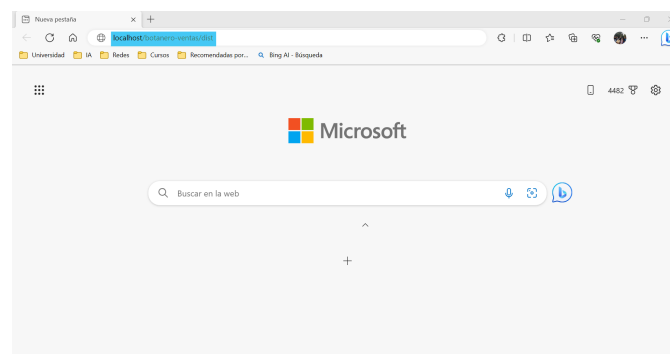 Nueva pestaña
localhost/botanero-ventas/dist
Universidad IA Redes Cursos Recomendadas por... Bing AI - Búsqueda
4482
Microsoft
Buscar en la web